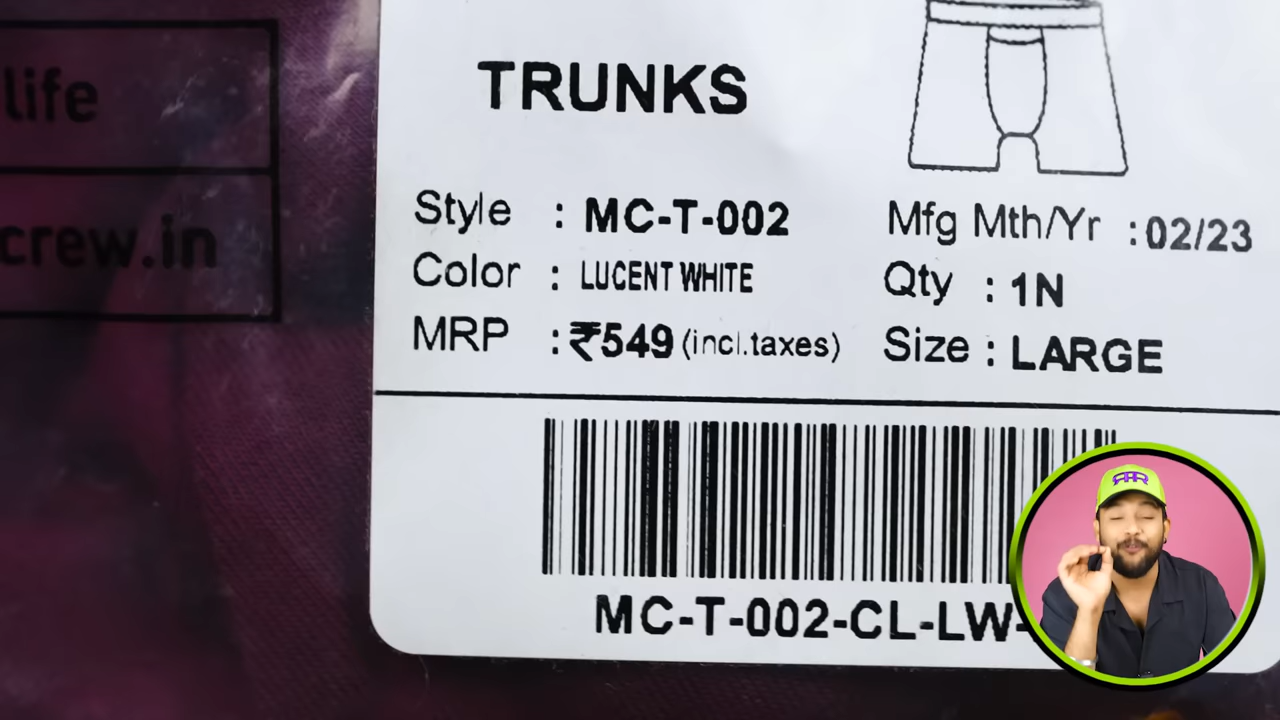 life
crew.in
TRUNKS
Style : MC-T-002
Color : LUCENT WHITE
MRP : ₹549 (incl.taxes)
Mfg Mth/Yr : 02/23
Qty : 1N
Size : LARGE
MC-T-002-CL-LW-